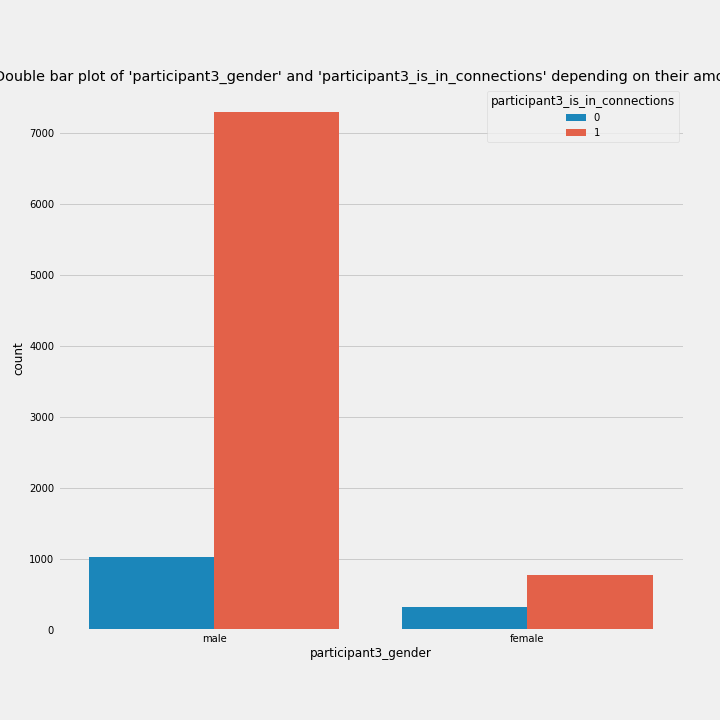 Double bar plot of 'participant3_gender' and 'participant3_is_in_connections' depending on their
participant3_is_in_connections
0
1
7000
6000
5000
4000
3000
2000
1000
0
count
male
female
participant3_gender